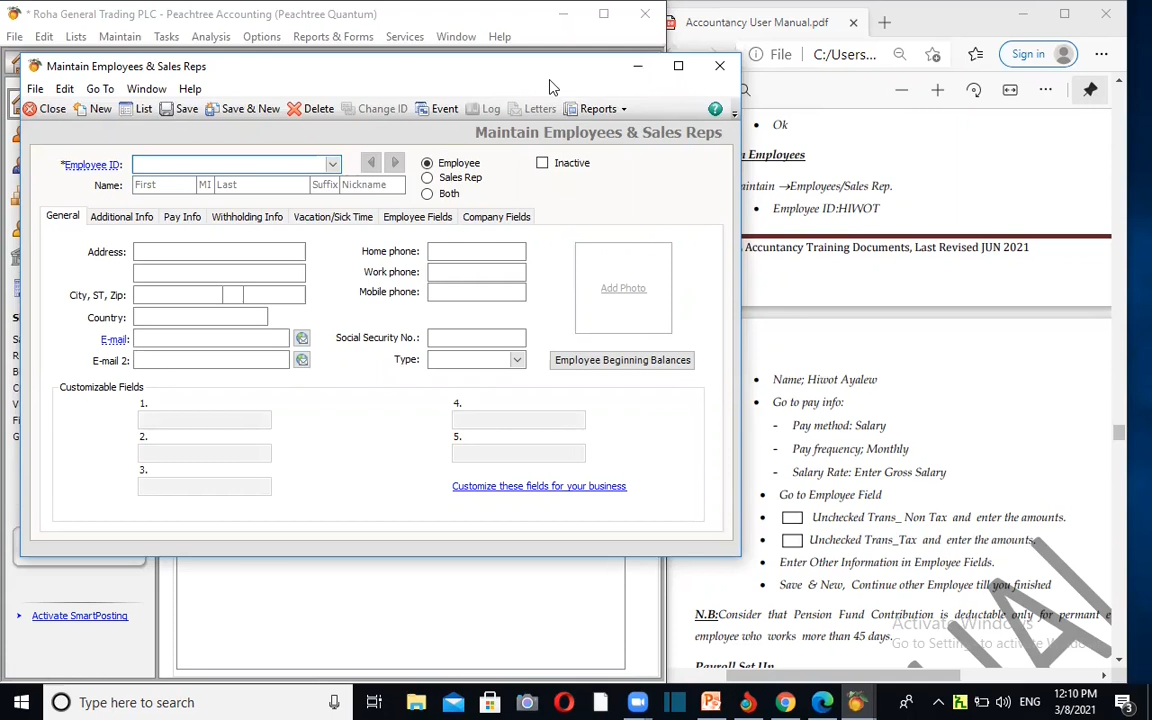 * Roha General Trading PLC - Peachtree Accounting (Peachtree Quantum)
File Edit Lists Maintain Tasks Analysis Options Reports & Forms Services Window Help
Maintain Employees & Sales Reps
File Edit Go To Window Help
Close New List Save Save & New Delete Change ID Event Log Letters Reports
Maintain Employees & Sales Reps
*Employee ID:
Employee Inactive
Sales Rep
Name: First MI Last Suffix Nickname
Both
General Additional Info Pay Info Withholding Info Vacation/Sick Time Employee Fields Company Fields
Address: Home phone:
Work phone:
City, ST, Zip: Mobile phone:
Add Photo
Country:
E-mail: Social Security No.:
E-mail 2: Type: Employee Beginning Balances
Customizable Fields
1. 4.
2. 5.
3.
Customize these fields for your business
Activate SmartPosting
Accountancy User Manual.pdf
File C:/Users... Sign in
Ok
n Employees
aintain →Employees/Sales Rep.
Employee ID:HIWOT
Accuntancy Training Documents, Last Revised JUN 2021
Name; Hiwot Ayalew
Go to pay info:
- Pay method: Salary
- Pay frequency; Monthly
- Salary Rate: Enter Gross Salary
Go to Employee Field
Unchecked Trans_ Non Tax and enter the amounts.
Unchecked Trans_Tax and enter the amounts.
Enter Other Information in Employee Fields.
Save & New, Continue other Employee till you finished
N.B:Consider that Pension Fund Contribution is deductable only for permant e
employee who works more than 45 days.
Payroll Set Up
Activate Windows
Go to Settings to activate Windows.
Type here to search
ENG
12:10 PM
3/8/2021
3